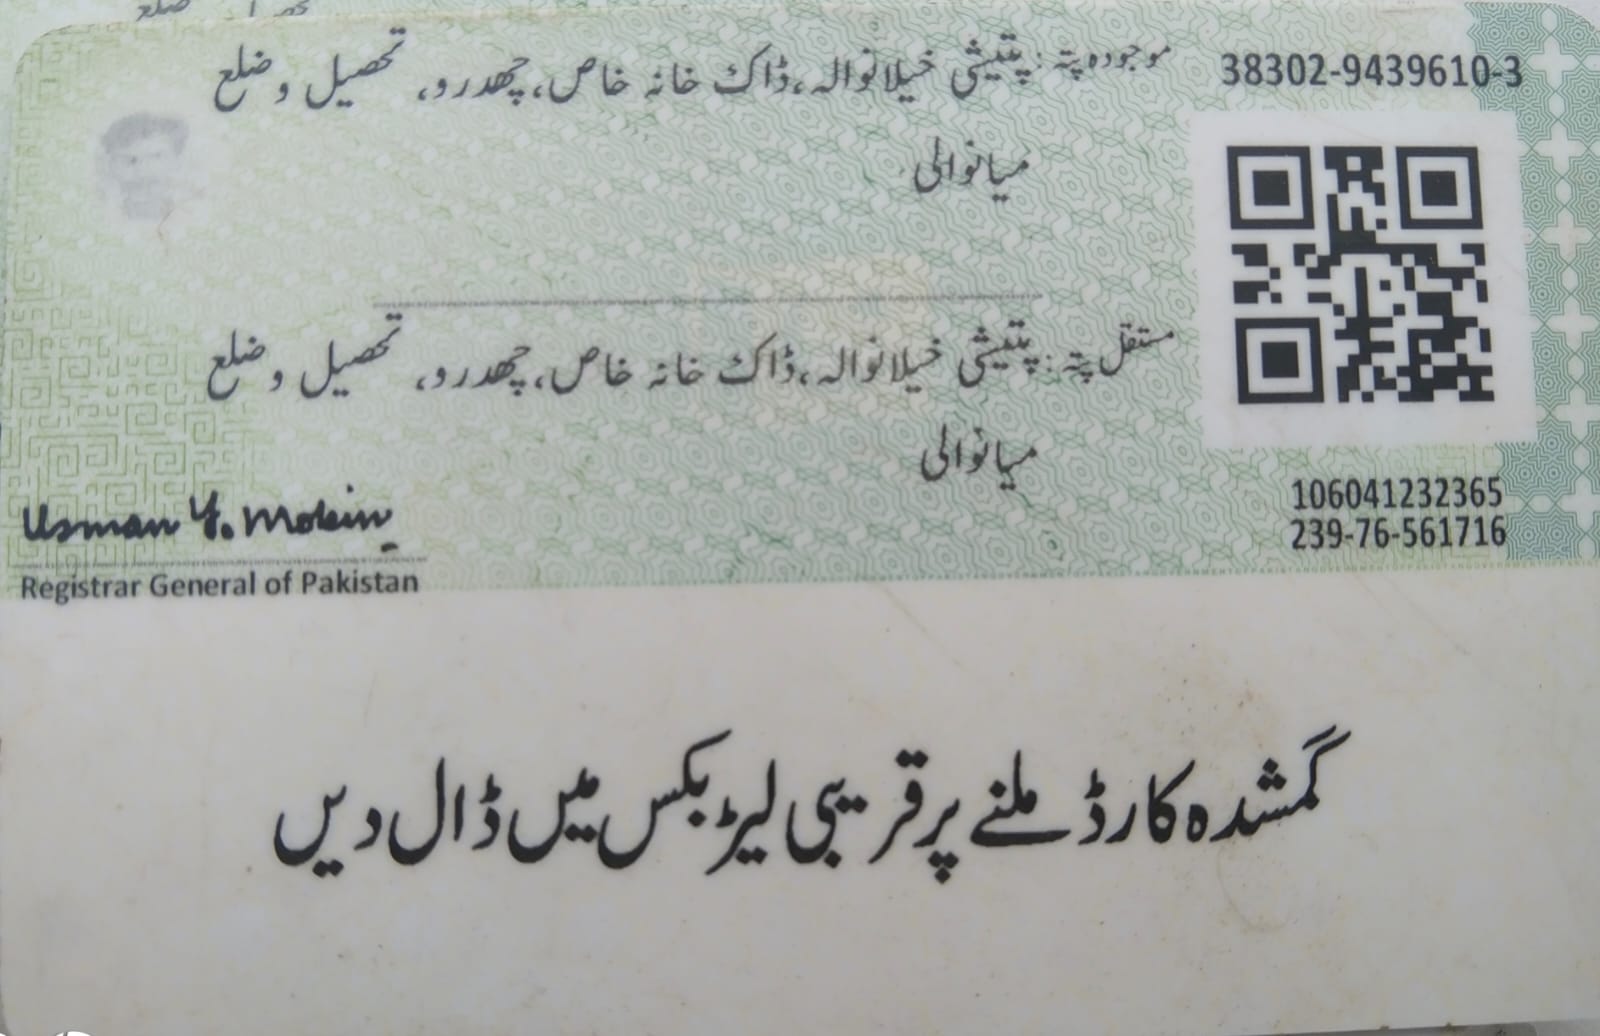 38302-9439610-3
موجودہ پتہ: پتیشی خیلانوالہ، ڈاک خانہ خاص، چھدرو، تحصیل و ضلع
میانوالی
مستقل پتہ: پتیشی خیلانوالہ، ڈاک خانہ خاص، چھدرو، تحصیل و ضلع
میانوالی
106041232365
239-76-561716
Usman Y. Mobin
Registrar General of Pakistan
گمشدہ کارڈ ملنے پر قریبی لیٹر بکس میں ڈال دیں